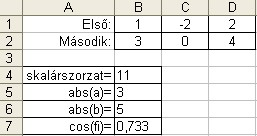 A B C D
1 Első: 1 -2 2
2 Második: 3 0 4
3
4 skalárszorzat= 11
5 abs(a)= 3
6 abs(b)= 5
7 cos(fi)= 0,733